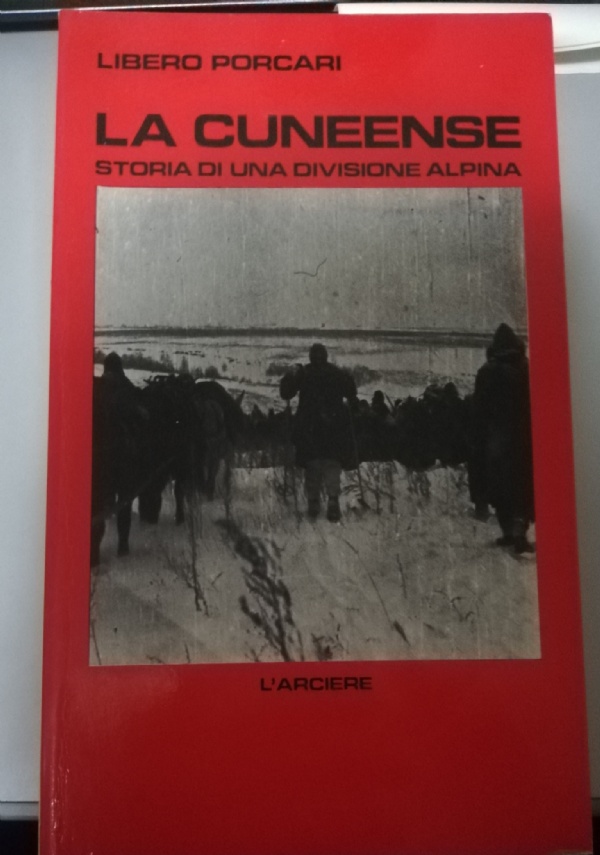 LIBERO PORCARI
LA CUNEENSE
STORIA DI UNA DIVISIONE ALPINA
L'ARCIERE